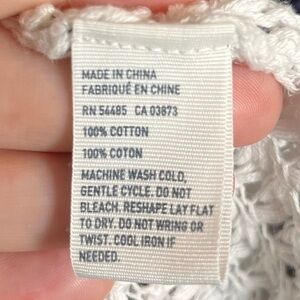 MADE IN CHINA
FABRIQUÉ EN CHINE
RN 54485 CA 03873
100% COTTON
100% COTON
MACHINE WASH COLD,
GENTLE CYCLE. DO NOT
BLEACH. RESHAPE LAY FLAT
TO DRY. DO NOT WRING OR
TWIST. COOL IRON IF
NEEDED.